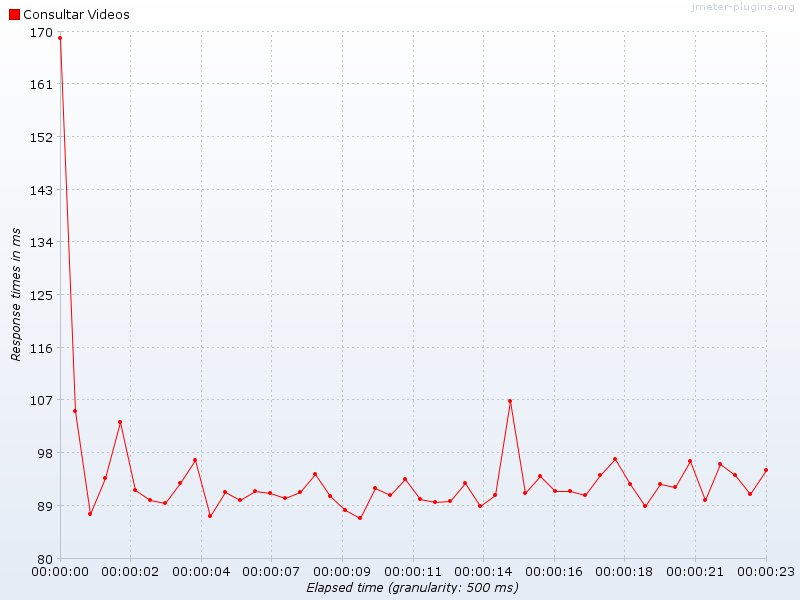 jmeter-plugins.org
Consultar Videos
170
161
152
143
134
125
116
107
98
89
80
Response times in ms
00:00:00 00:00:02 00:00:04 00:00:07 00:00:09 00:00:11 00:00:14 00:00:16 00:00:18 00:00:21 00:00:23
Elapsed time (granularity: 500 ms)